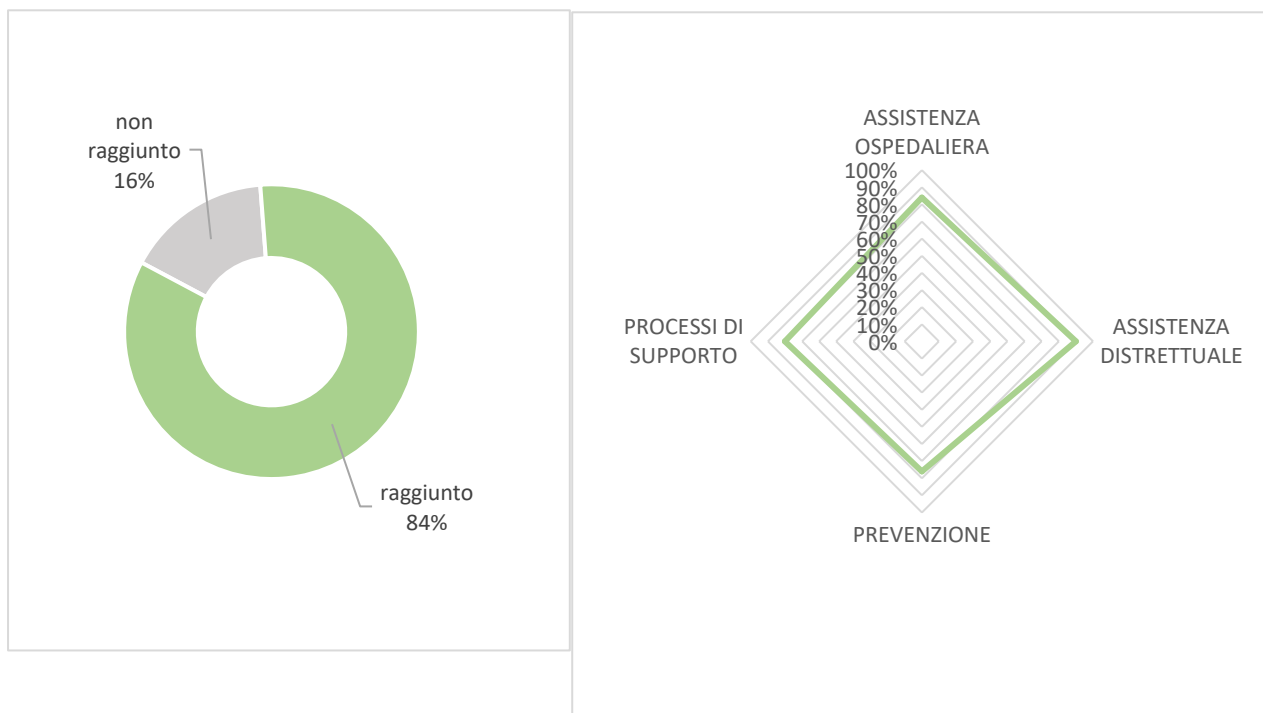 non
raggiunto
16%
raggiunto
84%
ASSISTENZA
OSPEDALIERA
100%
90%
80%
70%
60%
50%
40%
30%
20%
10%
0%
PROCESSI DI
SUPPORTO
ASSISTENZA
DISTRETTUALE
PREVENZIONE